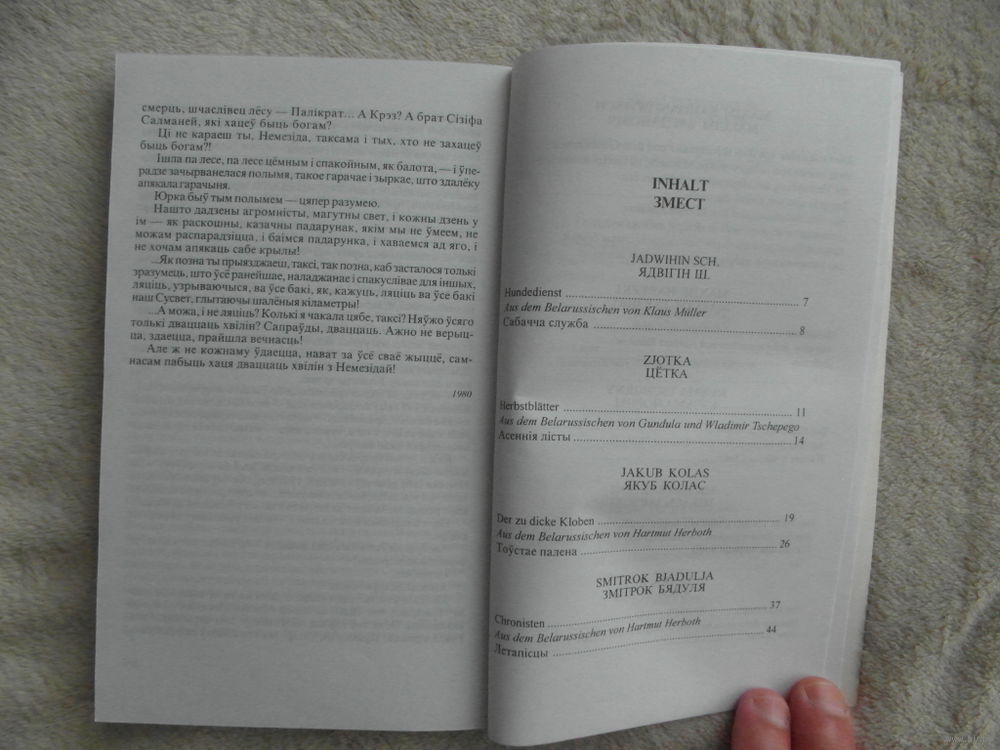 смерць, шчаслівец лёсу — Палікрат... А Крэз? А брат Сізіфа
Салманей, які хацеў быць богам?
Ці не караеш ты, Немезіда, таксама і тых, хто не захацеў
быць богам?!
Ішла па лесе, па лесе цёмным і спакойным, як балота, — і ўпе-
радзе зачырванелася полымя, такое гарачае і зыркае, што здалёку
апякала гарачыня.
Юрка быў тым полымем — цяпер разумею.
Нашто дадзены агромністы, магутны свет, і кожны дзень у
ім — як раскошны, казачны падарунак, якім мы не ўмеем, не
можам распарадзіцца, і баімся падарунка, і хаваемся ад яго, і
не хочам апякаць сабе крылы!
...Як позна ты прыязджаеш, таксі, так позна, каб засталося толькі
зразумець, што ўсё ранейшае, наладжанае і спакуслівае для іншых,
ляціць, узрываючыся, ва ўсе бакі, як, кажуць, ляціць ва ўсе бакі
наш Сусвет, глытаючы шалёныя кіламетры!
...А можа, і не ляціць? Колькі я чакала цябе, таксі? Няўжо ўсяго
толькі дваццаць хвілін? Сапраўды, дваццаць. Ажно не верыц-
ца, здаецца, прайшла вечнасць!
Але ж не кожнаму ўдаецца, нават за ўсё сваё жыццё, сам-
насам пабыць хаця дваццаць хвілін з Немезідай!
1980
INHALT
ЗМЕСТ
JADWIHIN SCH.
ЯДВІГІН Ш.
Hundedienst 7
Aus dem Belarussischen von Klaus Müller
Сабачча служба 8
ZJOTKA
ЦЁТКА
Herbstblätter 11
Aus dem Belarussischen von Gundula und Wladimir Tschepego
Асеннія лісты 14
JAKUB KOLAS
ЯКУБ КОЛАС
Der zu dicke Kloben 19
Aus dem Belarussischen von Hartmut Herboth
Тоўстае палена 26
SMITROK BJADULJA
ЗМІТРОК БЯДУЛЯ
Chronisten 37
Aus dem Belarussischen von Hartmut Herboth
Летапісцы 44